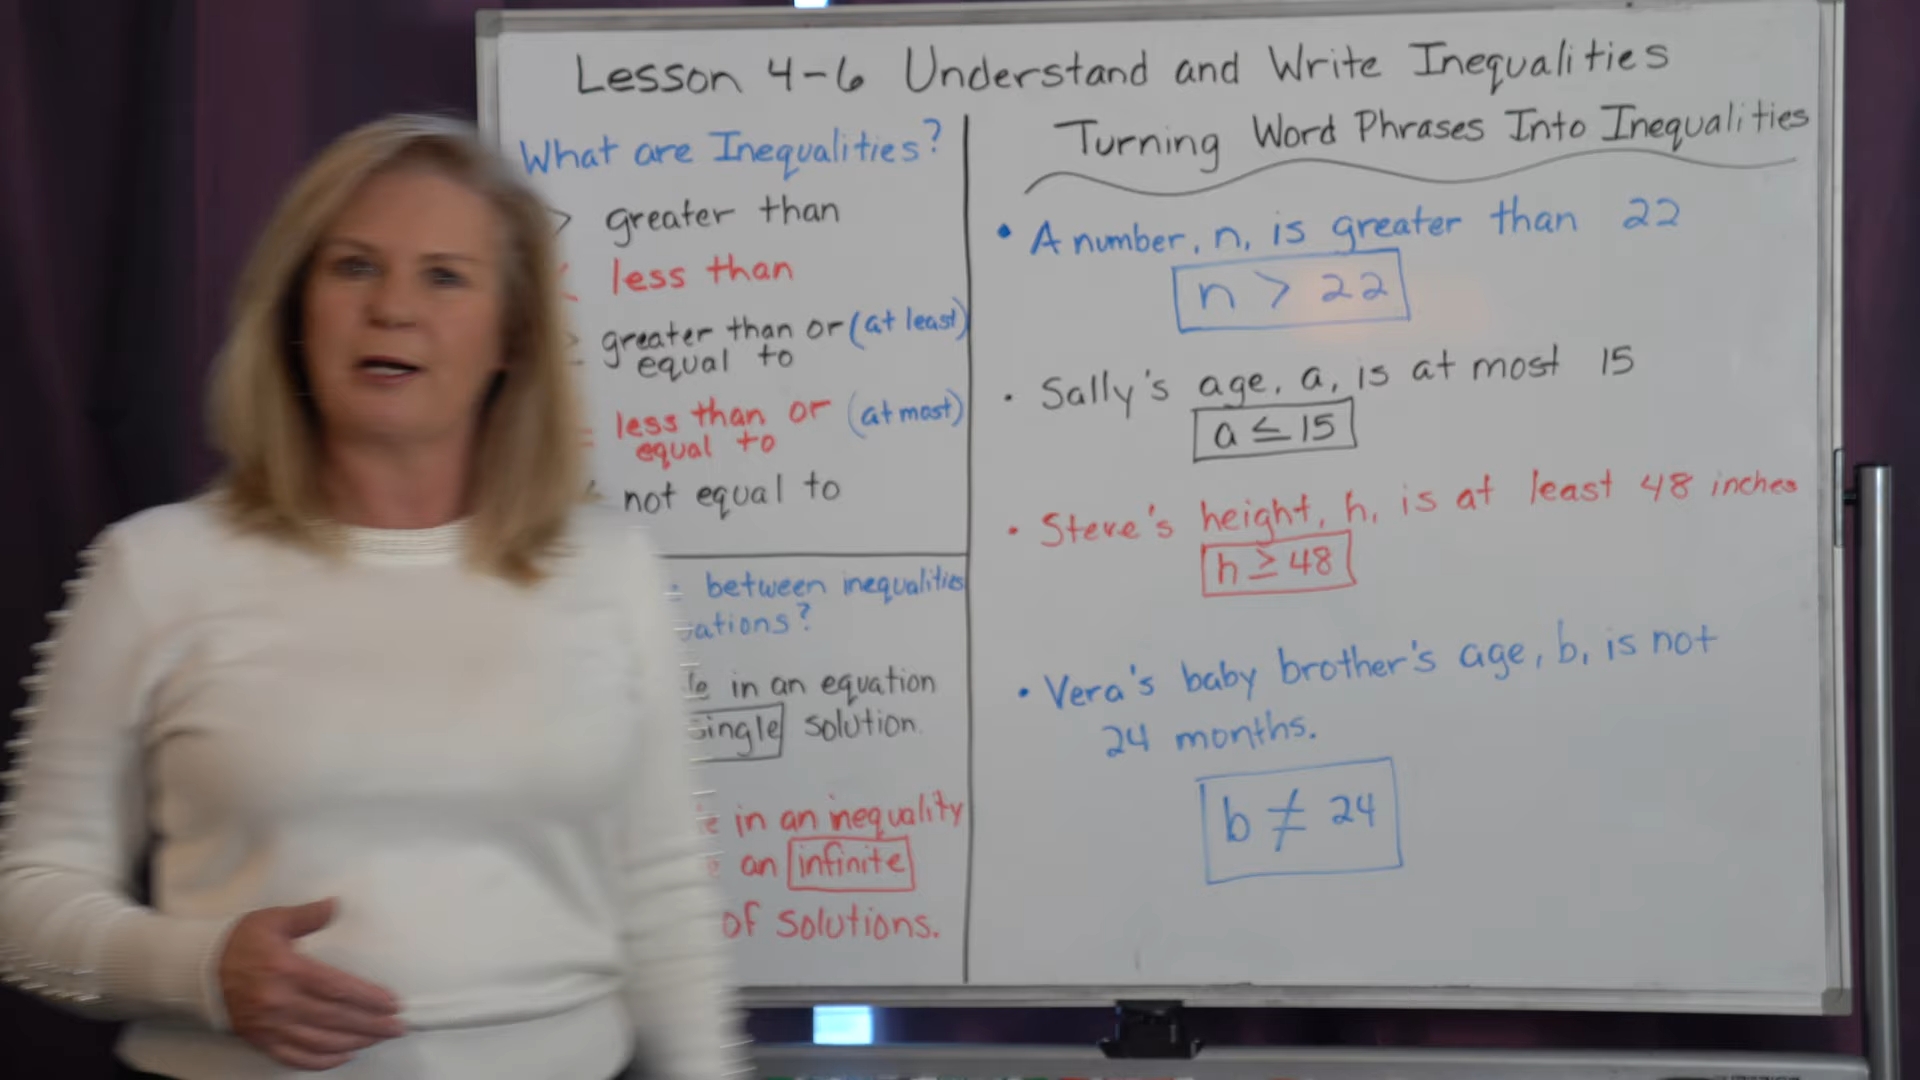 Lesson 4-6 Understand and Write Inequalities
What are Inequalities?
> greater than
< less than
greater than or (at least)
equal to
less than or (at most)
equal to
not equal to
between inequalities
in an equation
single solution.
in an inequality
an infinite
of solutions.
Turning Word Phrases Into Inequalities
• A number, n, is greater than 22
n > 22
• Sally's age, a, is at most 15
a ≤ 15
• Steve's height, h, is at least 48 inches
h ≥ 48
• Vera's baby brother's age, b, is not
24 months.
b ≠ 24